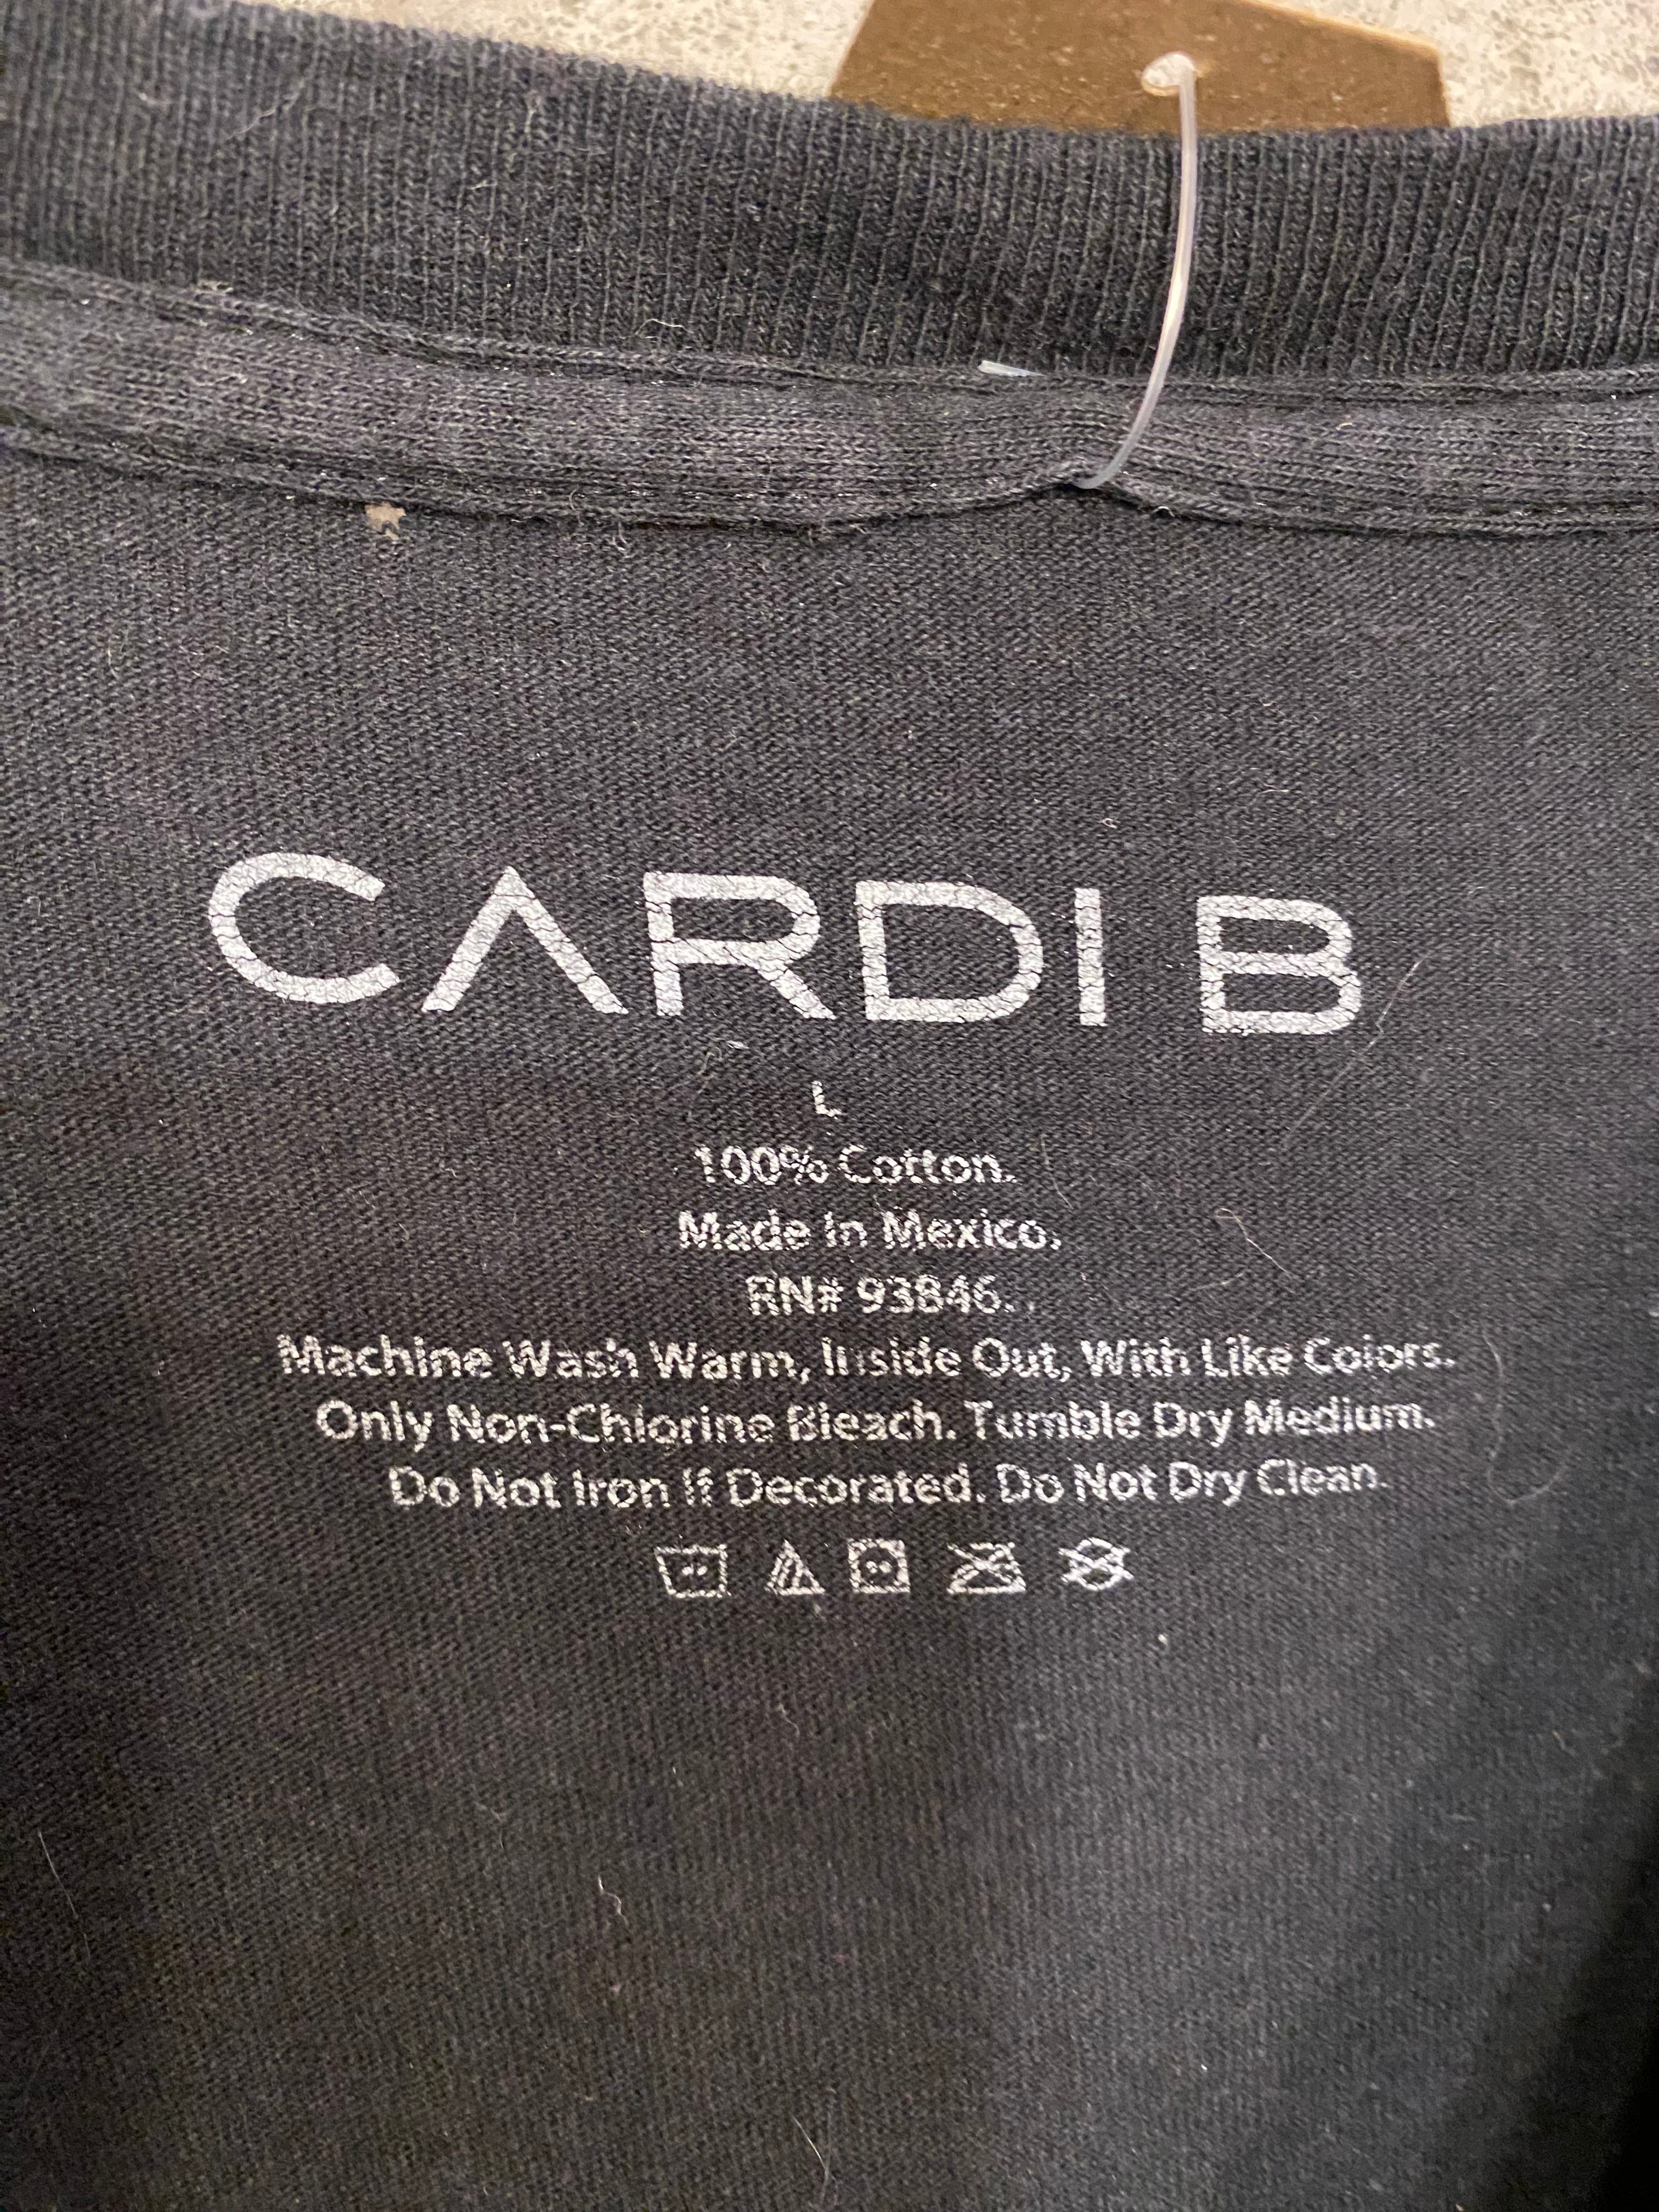 CARDI B
L
100% Cotton.
Made In Mexico.
RN# 93846.
Machine Wash Warm, Inside Out, With Like Colors.
Only Non-Chlorine Bleach. Tumble Dry Medium.
Do Not Iron If Decorated. Do Not Dry Clean.